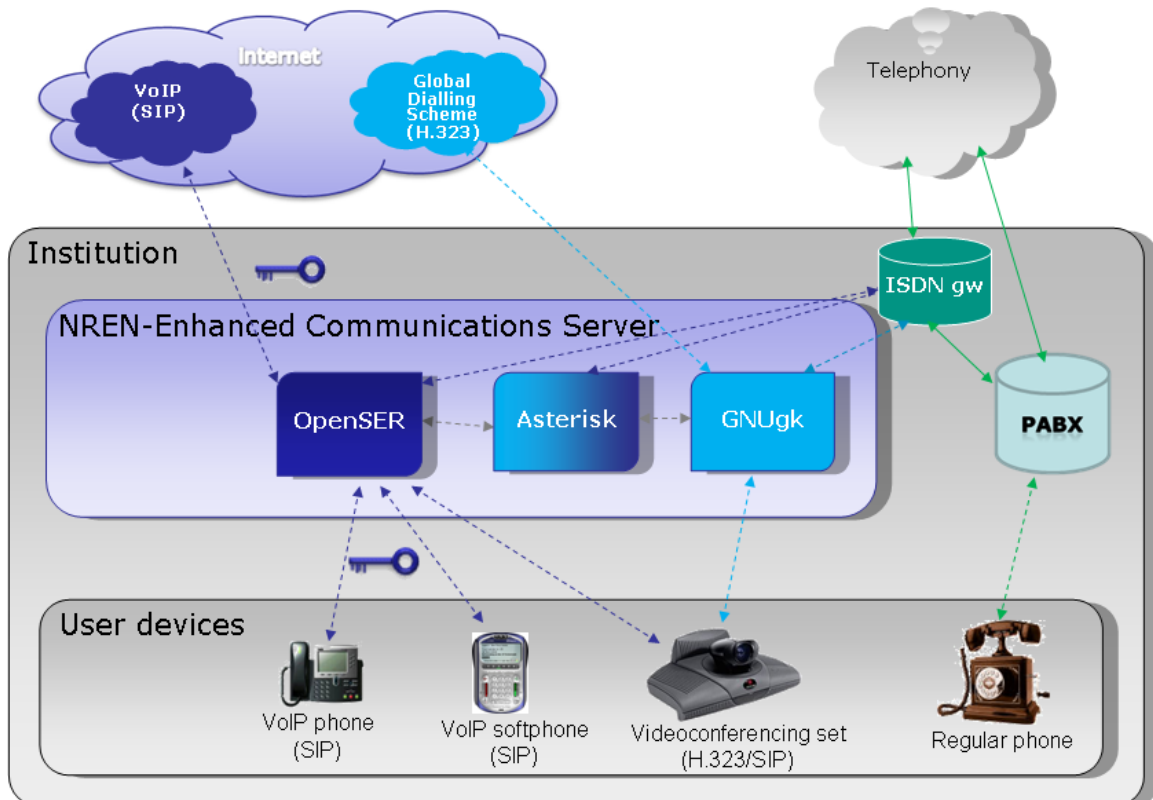 Internet
VoIP
(SIP)
Global
Dialling
Scheme
(H.323)
Telephony
Institution
ISDN gw
NREN-Enhanced Communications Server
OpenSER
Asterisk
GNUgk
PABX
User devices
VoIP phone
(SIP)
VoIP softphone
(SIP)
Videoconferencing set
(H.323/SIP)
Regular phone